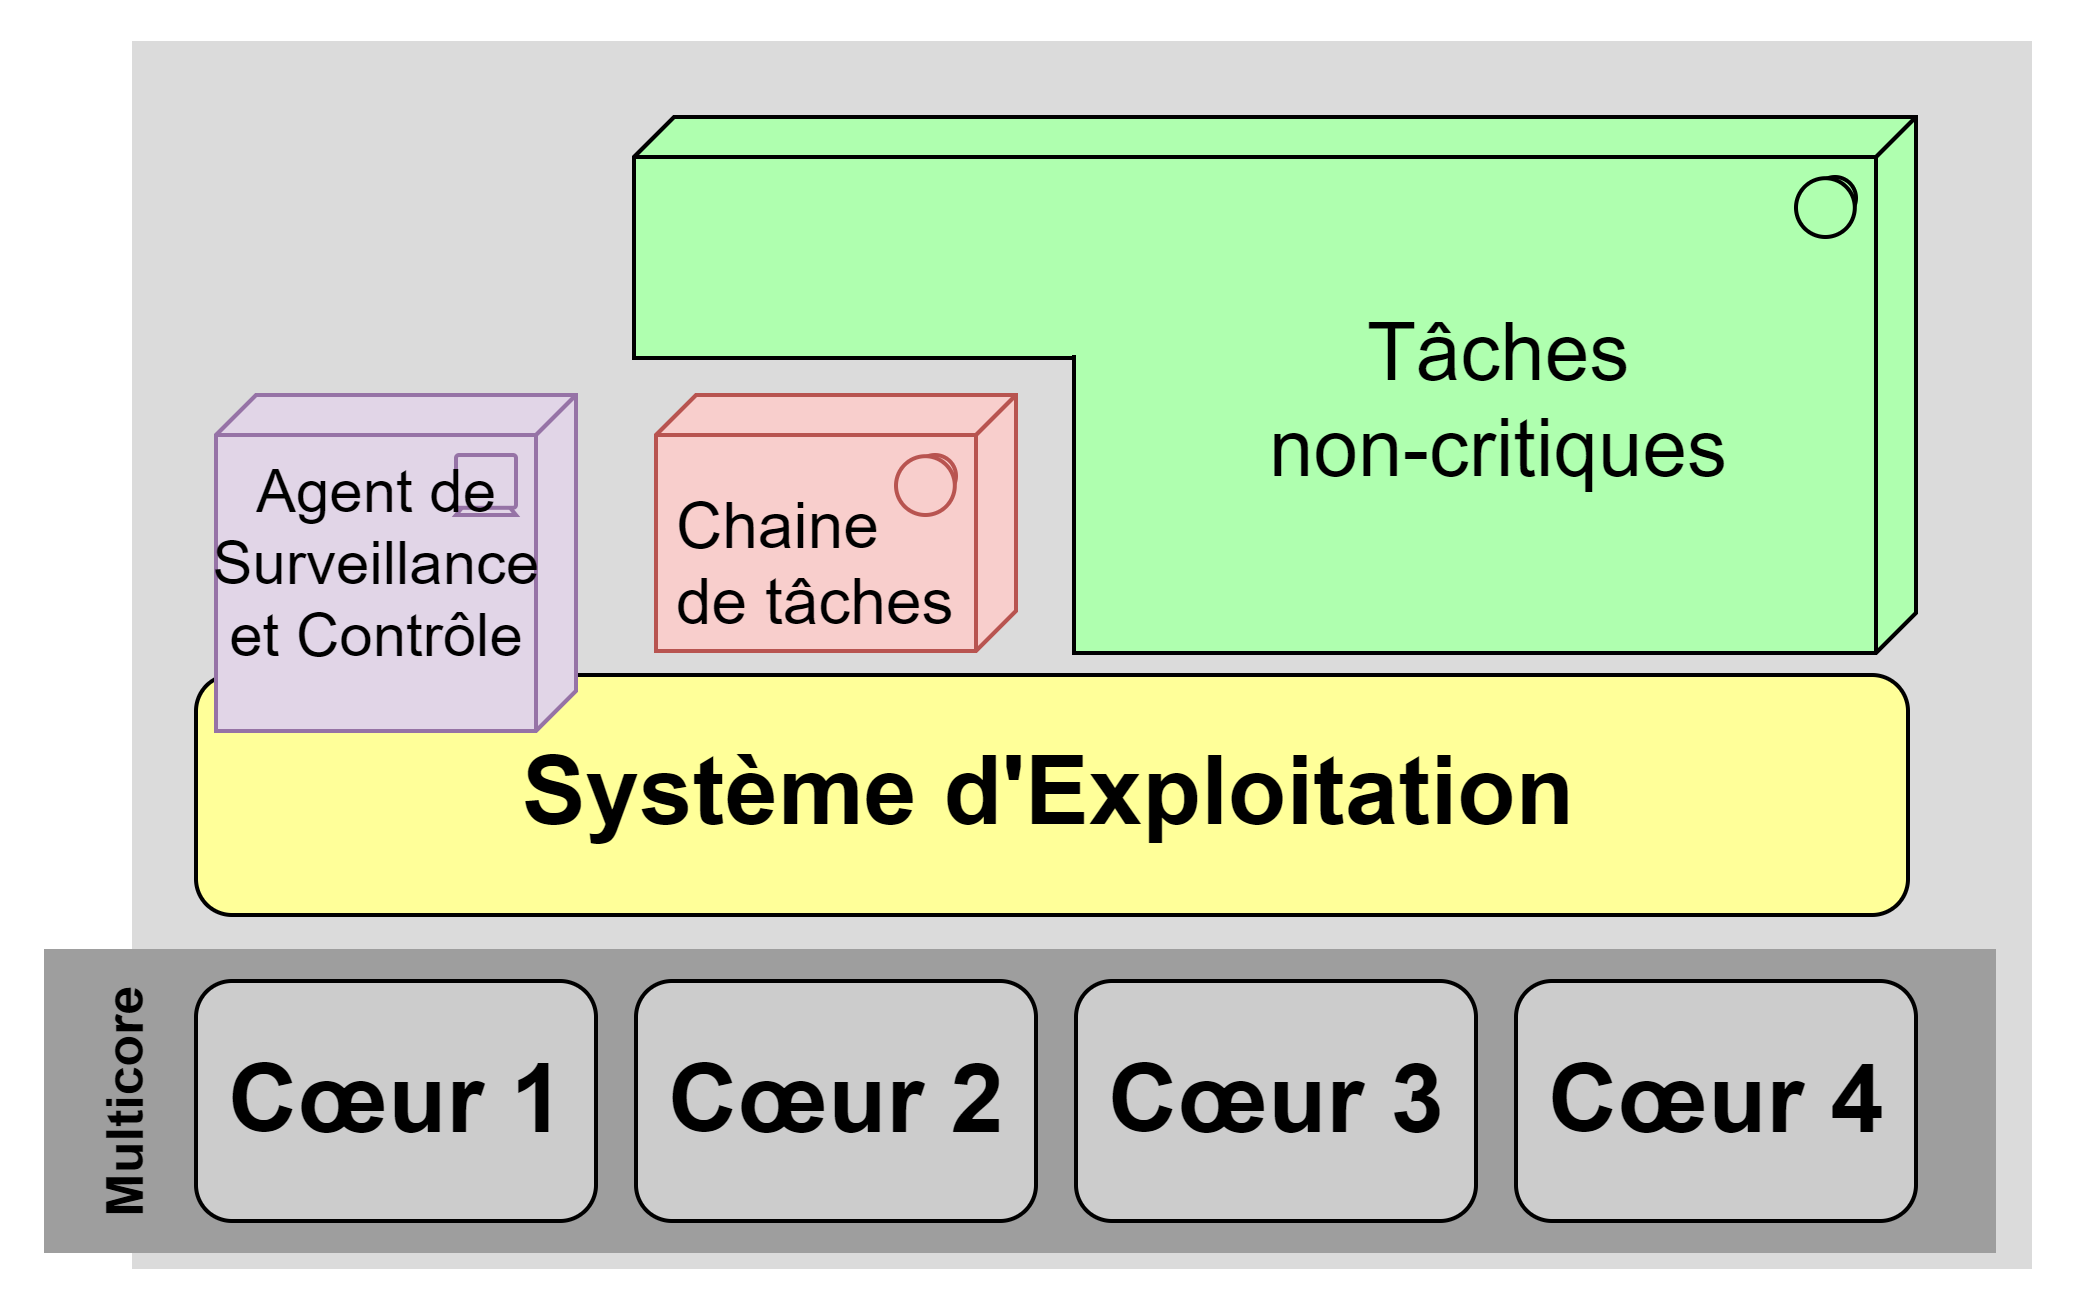 Tâches
non-critiques
Agent de
Surveillance
et Contrôle
Chaine
de tâches
Système d'Exploitation
Multicore
Cœur 1
Cœur 2
Cœur 3
Cœur 4